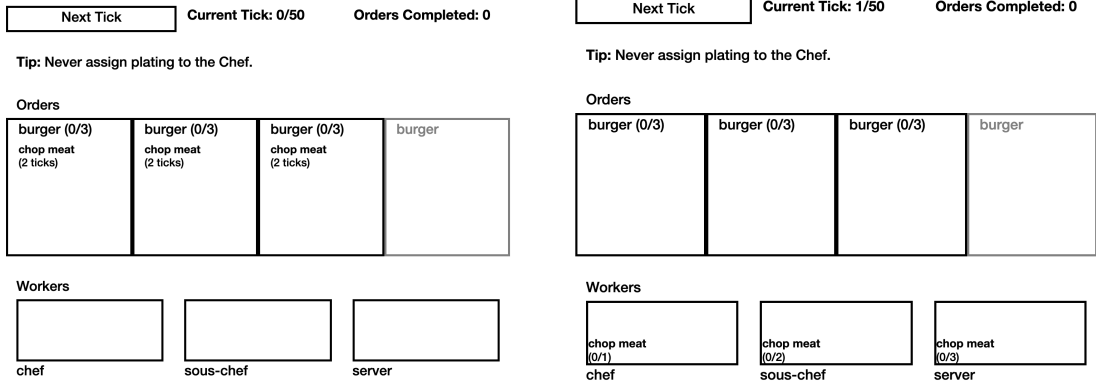 Next Tick
Current Tick: 0/50
Orders Completed: 0
Tip: Never assign plating to the Chef.
Orders
burger (0/3)
chop meat
(2 ticks)
burger (0/3)
chop meat
(2 ticks)
burger (0/3)
chop meat
(2 ticks)
burger
Workers
chef
sous-chef
server
Next Tick
Current Tick: 1/50
Orders Completed: 0
Tip: Never assign plating to the Chef.
Orders
burger (0/3)
burger (0/3)
burger (0/3)
burger
Workers
chop meat
(0/1)
chef
chop meat
(0/2)
sous-chef
chop meat
(0/3)
server